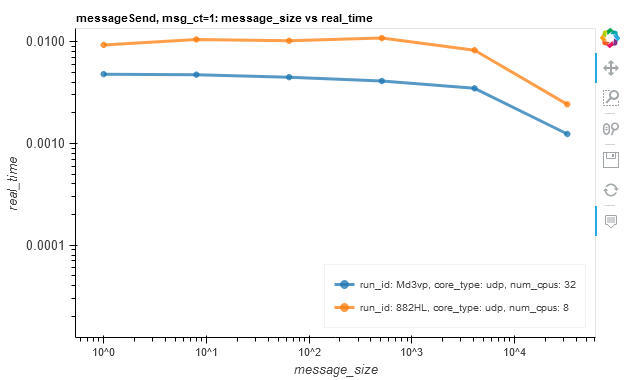 messageSend, msg_ct=1: message_size vs real_time
0.0100
0.0010
0.0001
real_time
run_id: Md3vp, core_type: udp, num_cpus: 32
run_id: 882HL, core_type: udp, num_cpus: 8
10^0
10^1
10^2
10^3
10^4
message_size